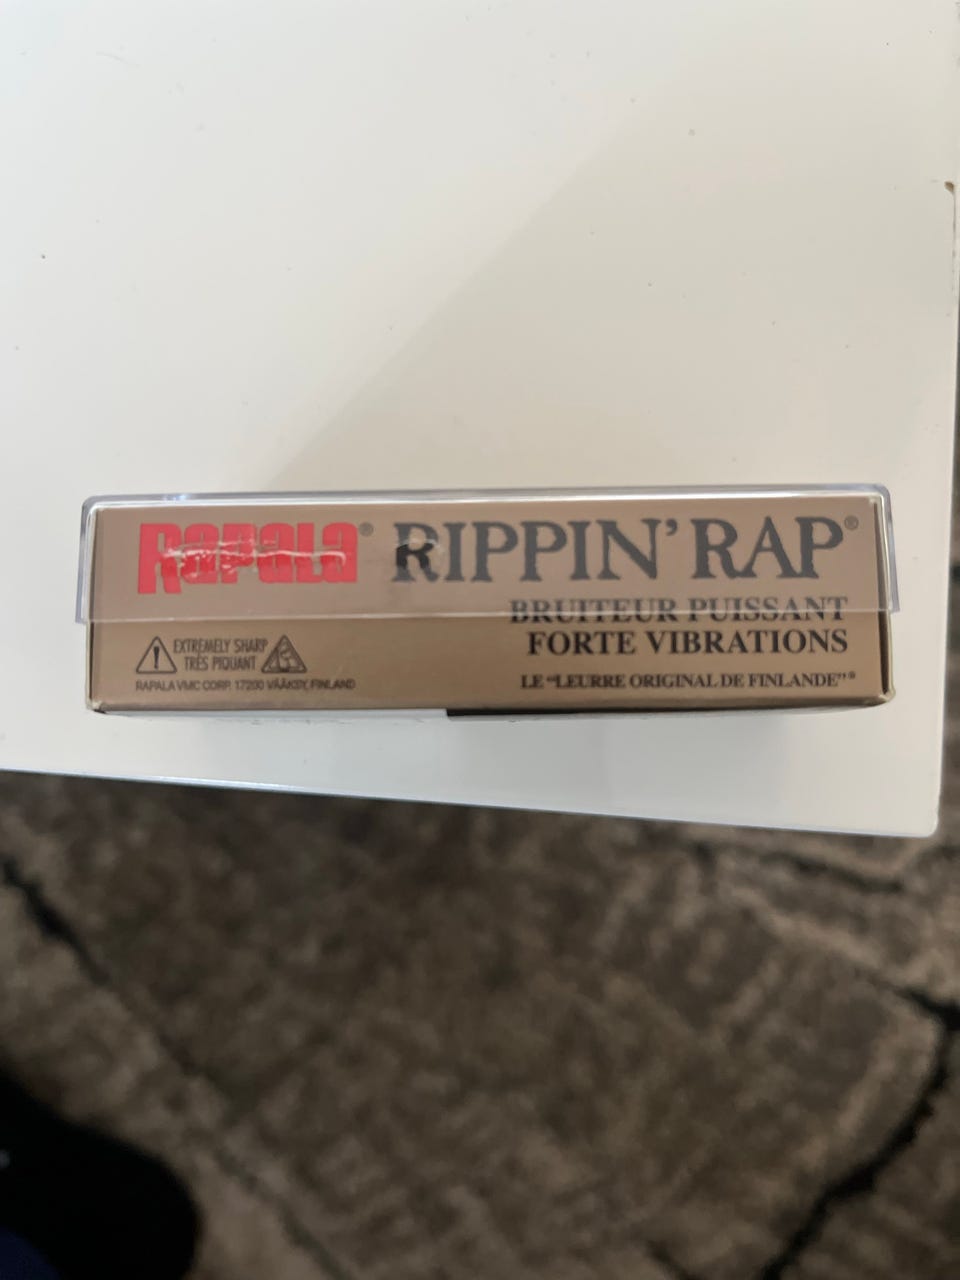 RAPALA® RIPPIN' RAP®
BRUITEUR PUISSANT
FORTE VIBRATIONS
EXTREMELY SHARP
TRÈS PIQUANT
RAPALA VMC CORP. 17200 VÄÄKSY, FINLAND
LE "LEURRE ORIGINAL DE FINLANDE"®